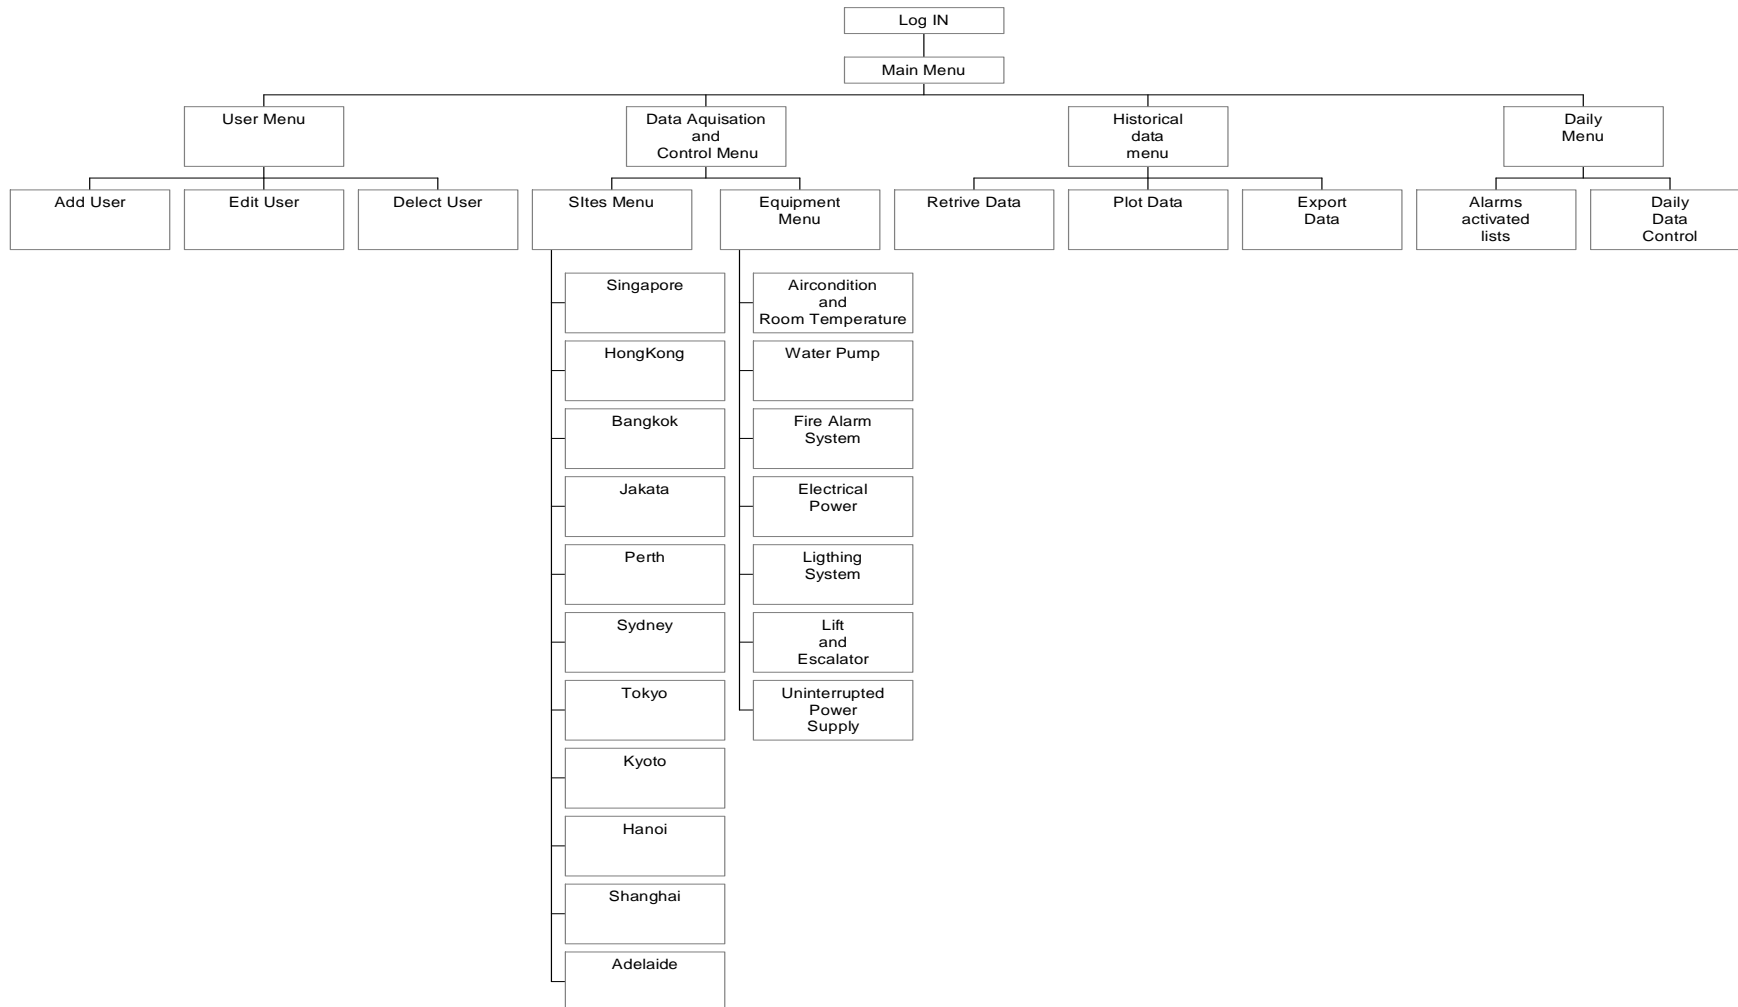 Log IN
Main Menu
User Menu
Data Aquisation
and
Control Menu
Historical
data
menu
Daily
Menu
Add User
Edit User
Delect User
SItes Menu
Equipment
Menu
Retrive Data
Plot Data
Export
Data
Alarms
activated
lists
Daily
Data
Control
Singapore
HongKong
Bangkok
Jakata
Perth
Sydney
Tokyo
Kyoto
Hanoi
Shanghai
Adelaide
Aircondition
and
Room Temperature
Water Pump
Fire Alarm
System
Electrical
Power
Ligthing
System
Lift
and
Escalator
Uninterrupted
Power
Supply